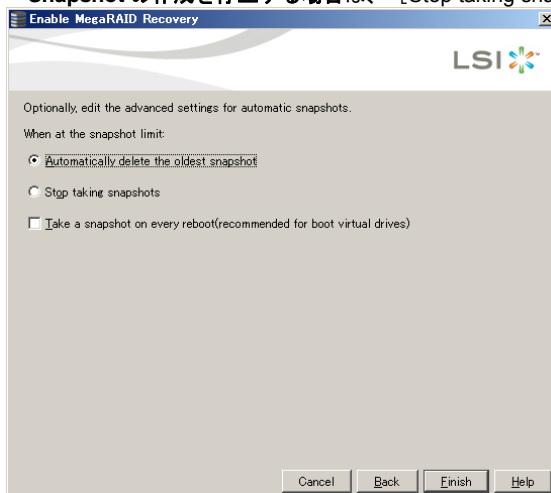 Snapshot の作成を停止する場合は、 [Stop taking sna
Enable MegaRAID Recovery
LSI
Optionally, edit the advanced settings for automatic snapshots.
When at the snapshot limit:
Automatically delete the oldest snapshot
Stop taking snapshots
Take a snapshot on every reboot(recommended for boot virtual drives)
Cancel Back Finish Help